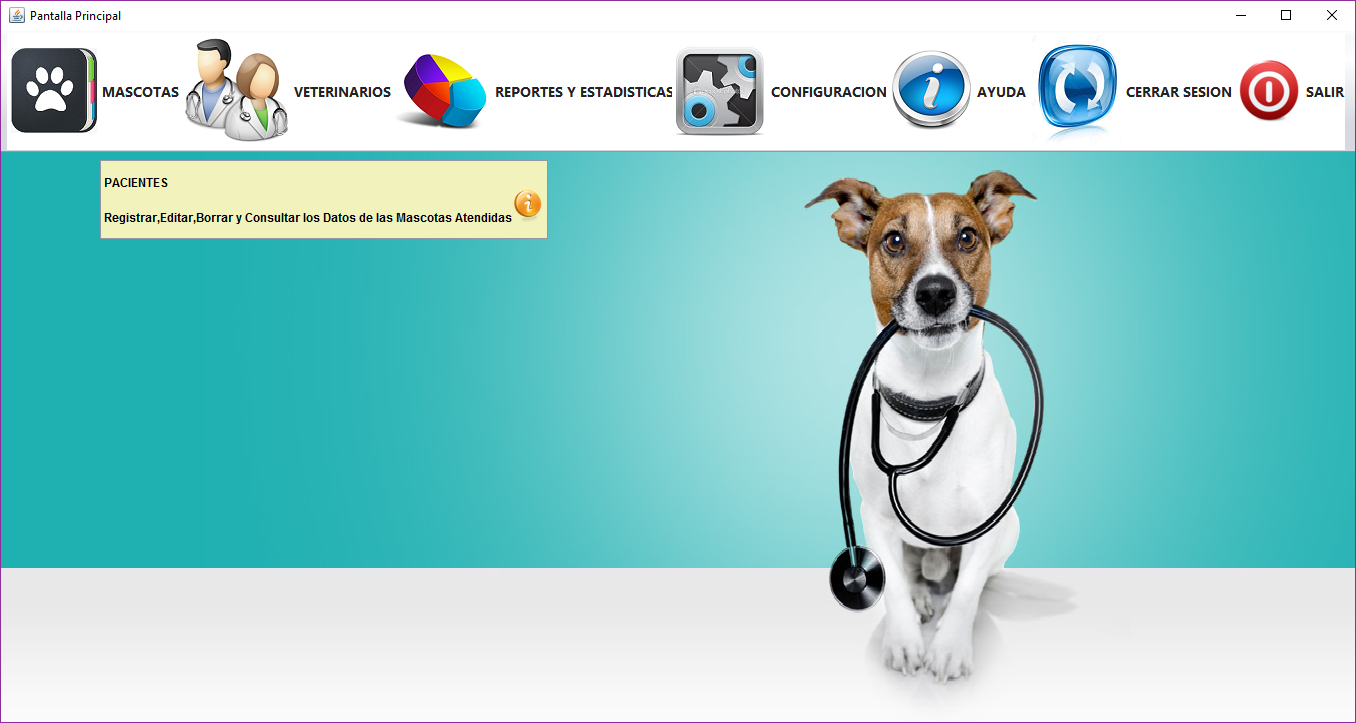 Pantalla Principal
MASCOTAS VETERINARIOS REPORTES Y ESTADISTICAS CONFIGURACION AYUDA CERRAR SESION SALIR
PACIENTES
Registrar,Editar,Borrar y Consultar los Datos de las Mascotas Atendidas